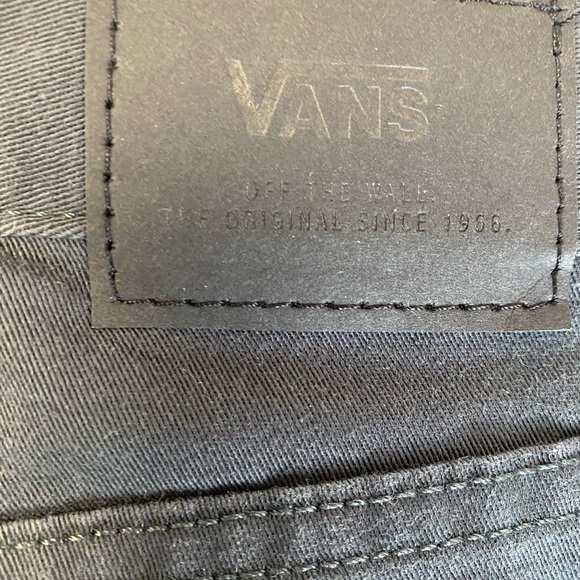 VANS
"OFF THE WALL"
THE ORIGINAL SINCE 1966.